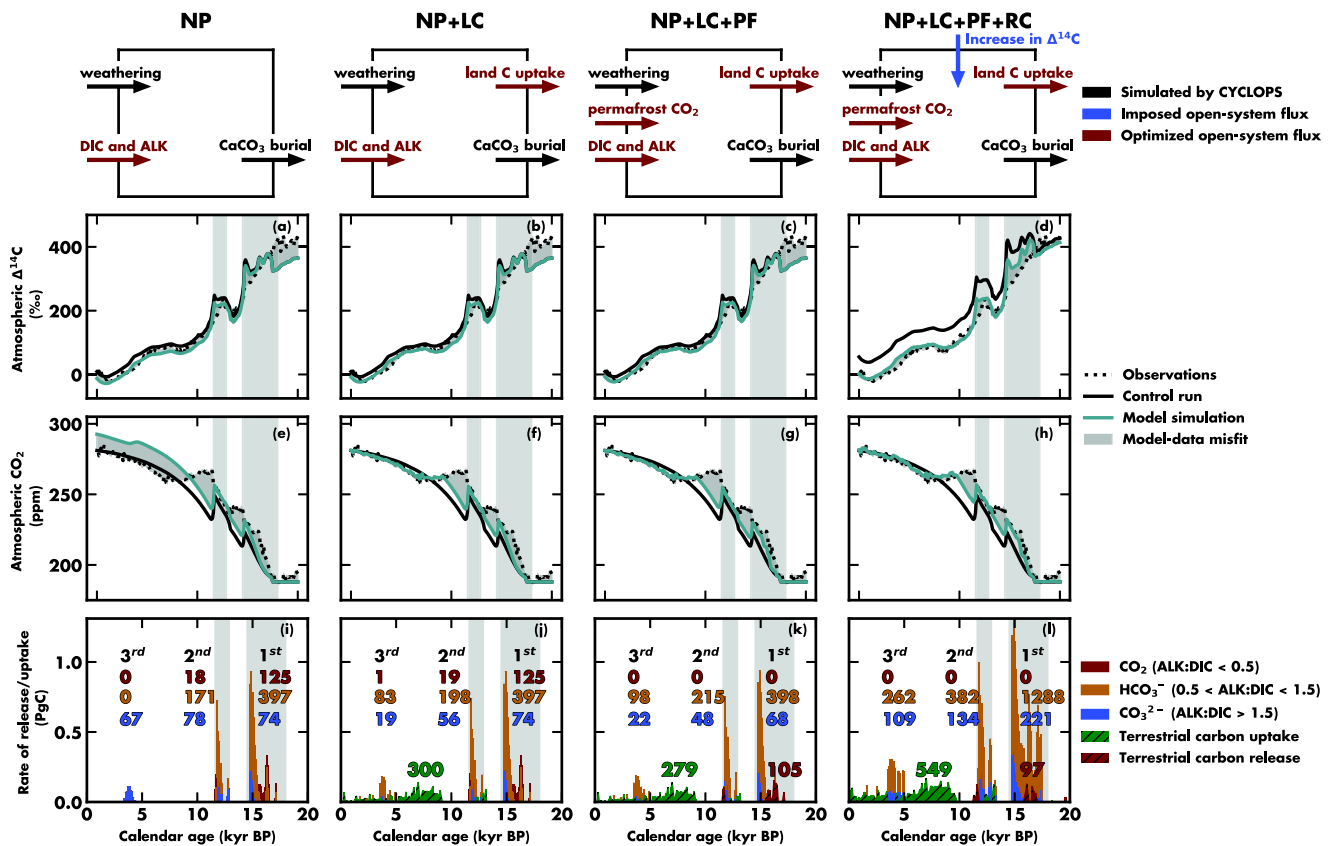 NP
NP+LC
NP+LC+PF
NP+LC+PF+RC
Increase in Δ¹⁴C
weathering
DIC and ALK
CaCO₃ burial
weathering
land C uptake
DIC and ALK
CaCO₃ burial
weathering
land C uptake
permafrost CO₂
DIC and ALK
CaCO₃ burial
weathering
land C uptake
permafrost CO₂
DIC and ALK
CaCO₃ burial
Simulated by CYCLOPS
Imposed open-system flux
Optimized open-system flux
Atmospheric Δ¹⁴C
(‰)
400
200
0
(a)
(b)
(c)
(d)
Observations
Control run
Model simulation
Model-data misfit
Atmospheric CO₂
(ppm)
300
250
200
(e)
(f)
(g)
(h)
Rate of release/uptake
(PgC)
1.0
0.5
0.0
(i)
3rd 2nd 1st
0 18 125
0 171 397
67 78 74
(j)
3rd 2nd 1st
1 19 125
83 198 397
19 56 74
300
(k)
3rd 2nd 1st
0 0 0
98 215 398
22 48 68
279 105
(l)
3rd 2nd 1st
0 0 0
262 382 1288
109 134 221
549 97
CO₂ (ALK:DIC < 0.5)
HCO₃⁻ (0.5 < ALK:DIC < 1.5)
CO₃²⁻ (ALK:DIC > 1.5)
Terrestrial carbon uptake
Terrestrial carbon release
0 5 10 15 20
0 5 10 15 20
0 5 10 15 20
0 5 10 15 20
Calendar age (kyr BP)
Calendar age (kyr BP)
Calendar age (kyr BP)
Calendar age (kyr BP)